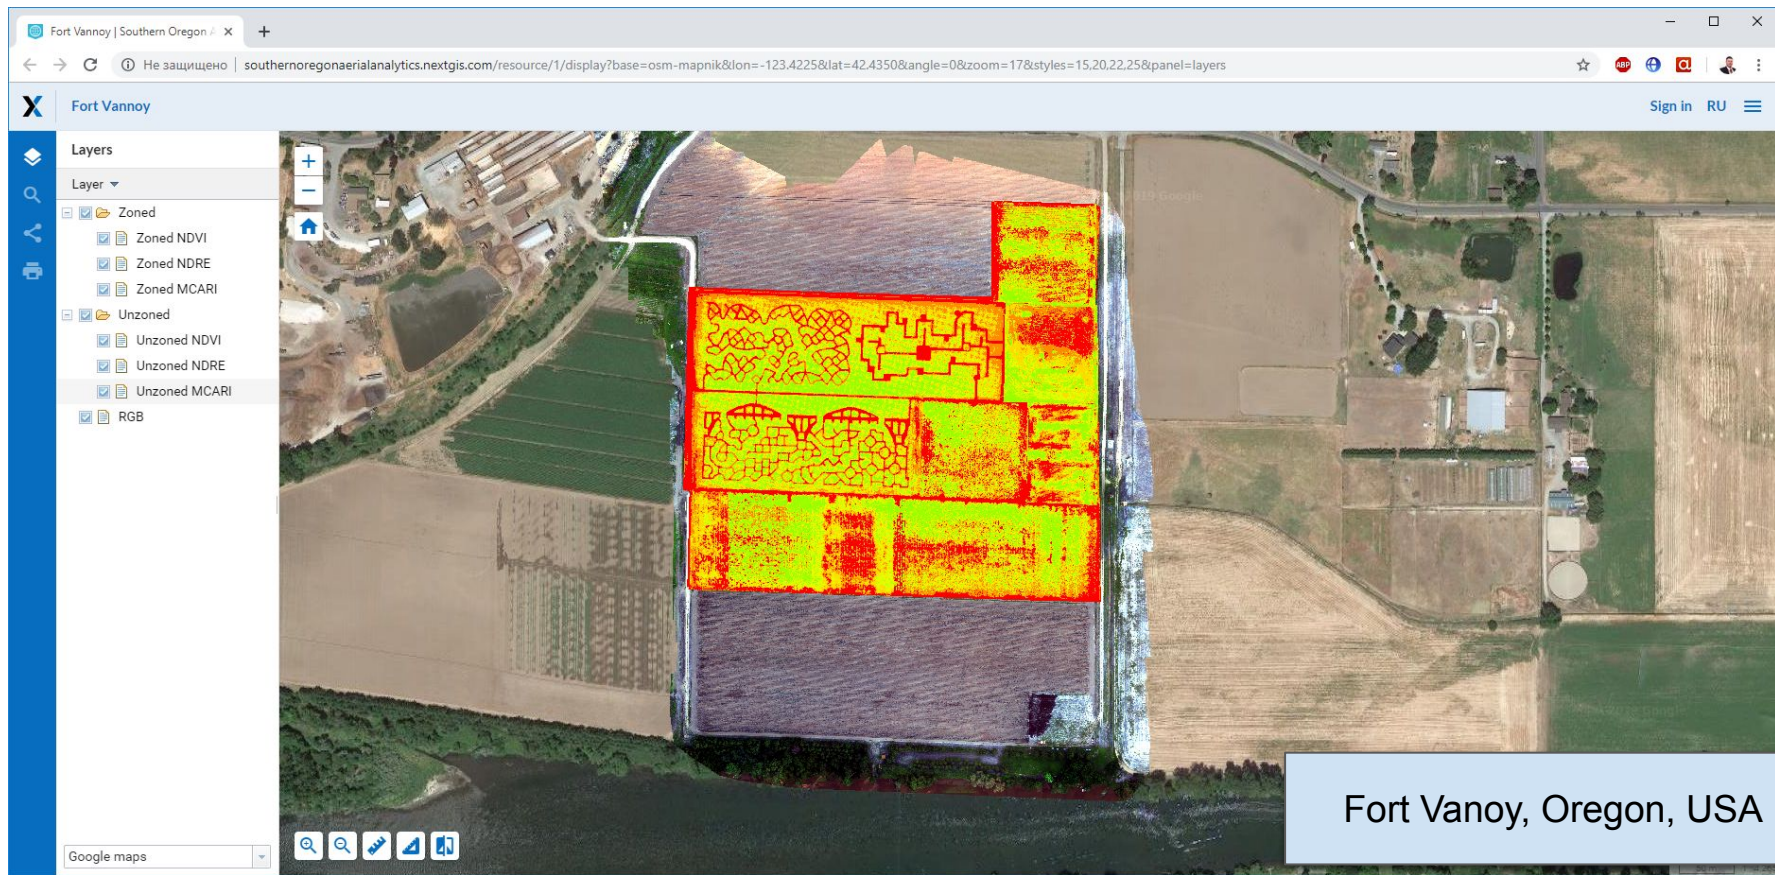 Fort Vannoy | Southern Oregon A
Не защищено | southernoregonaerialanalytics.nextgis.com/resource/1/display?base=osm-mapnik&lon=-123.4225&lat=42.4350&angle=0&zoom=17&styles=15,20,22,25&panel=layers
ABP
Fort Vannoy
Sign in RU
Layers
Layer
Zoned
Zoned NDVI
Zoned NDRE
Zoned MCARI
Unzoned
Unzoned NDVI
Unzoned NDRE
Unzoned MCARI
RGB
Google maps
Fort Vanoy, Oregon, USA